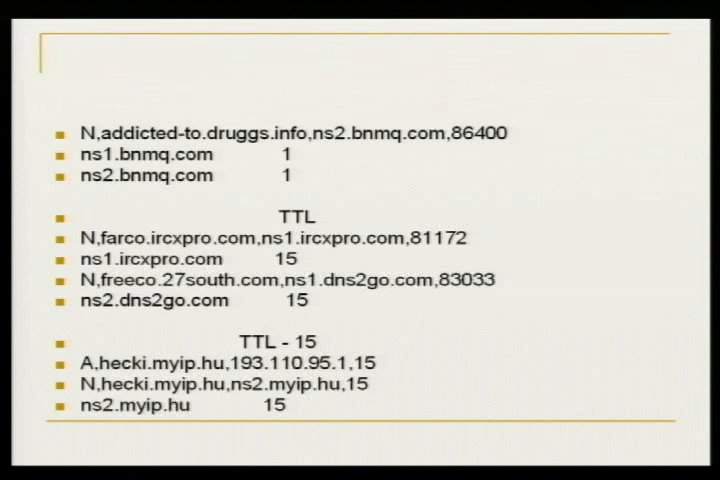 N,addicted-to.druggs.info,ns2.bnmq.com,86400
ns1.bnmq.com 1
ns2.bnmq.com 1
TTL
N,farco.ircxpro.com,ns1.ircxpro.com,81172
ns1.ircxpro.com 15
N,freeco.27south.com,ns1.dns2go.com,83033
ns2.dns2go.com 15
TTL - 15
A,hecki.myip.hu,193.110.95.1,15
N,hecki.myip.hu,ns2.myip.hu,15
ns2.myip.hu 15